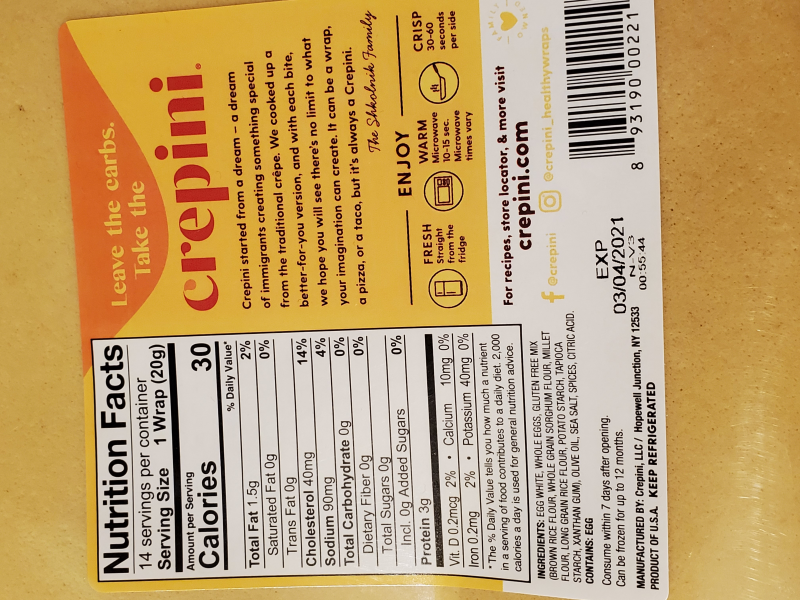 Leave the carbs.
Take the
crepini.
Crepini started from a dream – a dream
of immigrants creating something special
from the traditional crêpe. We cooked up a
better-for-you version, and with each bite,
we hope you will see there's no limit to what
your imagination can create. It can be a wrap,
a pizza, or a taco, but it's always a Crepini.
The Shkolnik Family
ENJOY
FRESH
Straight
from the
fridge
WARM
Microwave
10-15 sec.
Microwave
times vary
CRISP
30-60
seconds
per side
For recipes, store locator, & more visit
crepini.com
@crepini @crepini_healthywraps
FAMILY
OWNED
8 93190 00221
EXP
03/04/2021
N-V3
00:55:44
Nutrition Facts
14 servings per container
Serving Size 1 Wrap (20g)
Amount per Serving
Calories 30
% Daily Value*
Total Fat 1.5g 2%
Saturated Fat 0g 0%
Trans Fat 0g
Cholesterol 40mg 14%
Sodium 90mg 4%
Total Carbohydrate 0g 0%
Dietary Fiber 0g 0%
Total Sugars 0g
Incl. 0g Added Sugars 0%
Protein 3g
Vit. D 0.2mcg 2% • Calcium 10mg 0%
Iron 0.2mg 2% • Potassium 40mg 0%
* The % Daily Value tells you how much a nutrient
in a serving of food contributes to a daily diet. 2,000
calories a day is used for general nutrition advice.
INGREDIENTS: EGG WHITE, WHOLE EGGS, GLUTEN FREE MIX
(BROWN RICE FLOUR, WHOLE GRAIN SORGHUM FLOUR, MILLET
FLOUR, LONG GRAIN RICE FLOUR, POTATO STARCH, TAPIOCA
STARCH, XANTHAN GUM), OLIVE OIL, SEA SALT, SPICES, CITRIC ACID.
CONTAINS: EGG
Consume within 7 days after opening.
Can be frozen for up to 12 months.
MANUFACTURED BY: Crepini, LLC / Hopewell Junction, NY 12533
PRODUCT OF U.S.A. KEEP REFRIGERATED